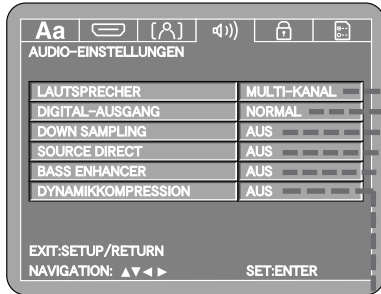 Aa
AUDIO-EINSTELLUNGEN
LAUTSPRECHER MULTI-KANAL
DIGITAL-AUSGANG NORMAL
DOWN SAMPLING AUS
SOURCE DIRECT AUS
BASS ENHANCER AUS
DYNAMIKKOMPRESSION AUS
EXIT:SETUP/RETURN
NAVIGATION: ▲▼◄ ► SET:ENTER